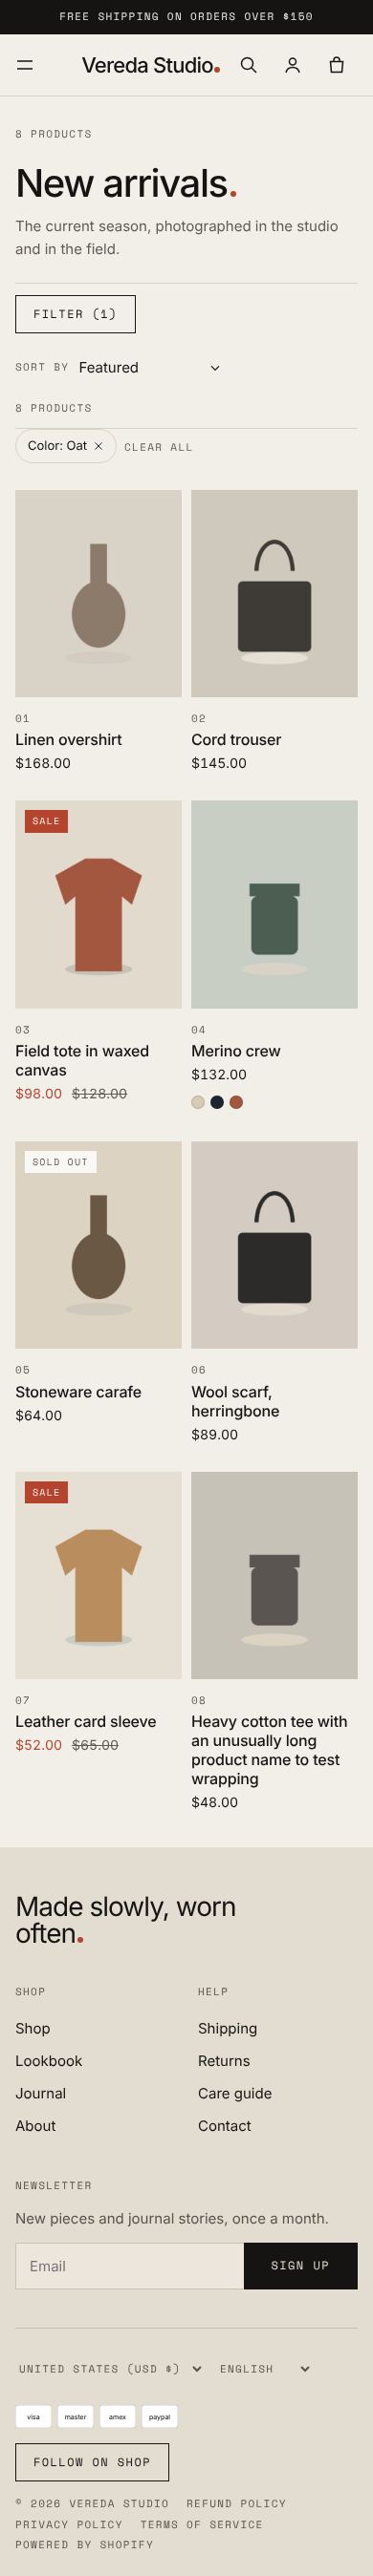 FREE SHIPPING ON ORDERS OVER $150
Vereda Studio.
8 PRODUCTS
New arrivals.
The current season, photographed in the studio
and in the field.
FILTER (1)
SORT BY Featured
8 PRODUCTS
Color: Oat × CLEAR ALL
01
Linen overshirt
$168.00
02
Cord trouser
$145.00
SALE
03
Field tote in waxed
canvas
$98.00 $128.00
04
Merino crew
$132.00
SOLD OUT
05
Stoneware carafe
$64.00
06
Wool scarf,
herringbone
$89.00
SALE
07
Leather card sleeve
$52.00 $65.00
08
Heavy cotton tee with
an unusually long
product name to test
wrapping
$48.00
Made slowly, worn
often.
SHOP
Shop
Lookbook
Journal
About
HELP
Shipping
Returns
Care guide
Contact
NEWSLETTER
New pieces and journal stories, once a month.
Email SIGN UP
UNITED STATES (USD $) ENGLISH
visa master amex paypal
FOLLOW ON SHOP
© 2026 VEREDA STUDIO REFUND POLICY
PRIVACY POLICY TERMS OF SERVICE
POWERED BY SHOPIFY